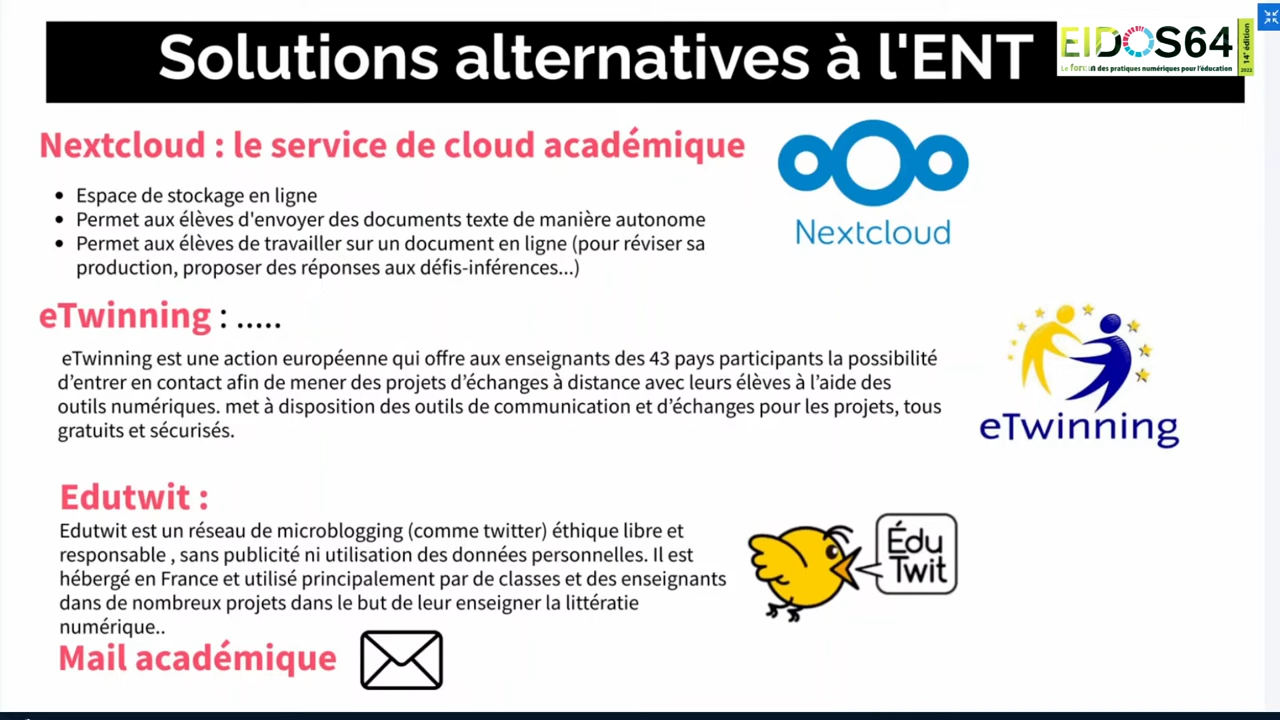 Solutions alternatives à l'ENT
EIDOS64
Le forum des pratiques numériques pour l'éducation
14e édition
2022
Nextcloud : le service de cloud académique
• Espace de stockage en ligne
• Permet aux élèves d'envoyer des documents texte de manière autonome
• Permet aux élèves de travailler sur un document en ligne (pour réviser sa
production, proposer des réponses aux défis-inférences...)
Nextcloud
eTwinning : .....
eTwinning est une action européenne qui offre aux enseignants des 43 pays participants la possibilité
d’entrer en contact afin de mener des projets d’échanges à distance avec leurs élèves à l’aide des
outils numériques. met à disposition des outils de communication et d’échanges pour les projets, tous
gratuits et sécurisés.
eTwinning
Edutwit :
Edutwit est un réseau de microblogging (comme twitter) éthique libre et
responsable , sans publicité ni utilisation des données personnelles. Il est
hébergé en France et utilisé principalement par de classes et des enseignants
dans de nombreux projets dans le but de leur enseigner la littératie
numérique..
Édu
Twit
Mail académique